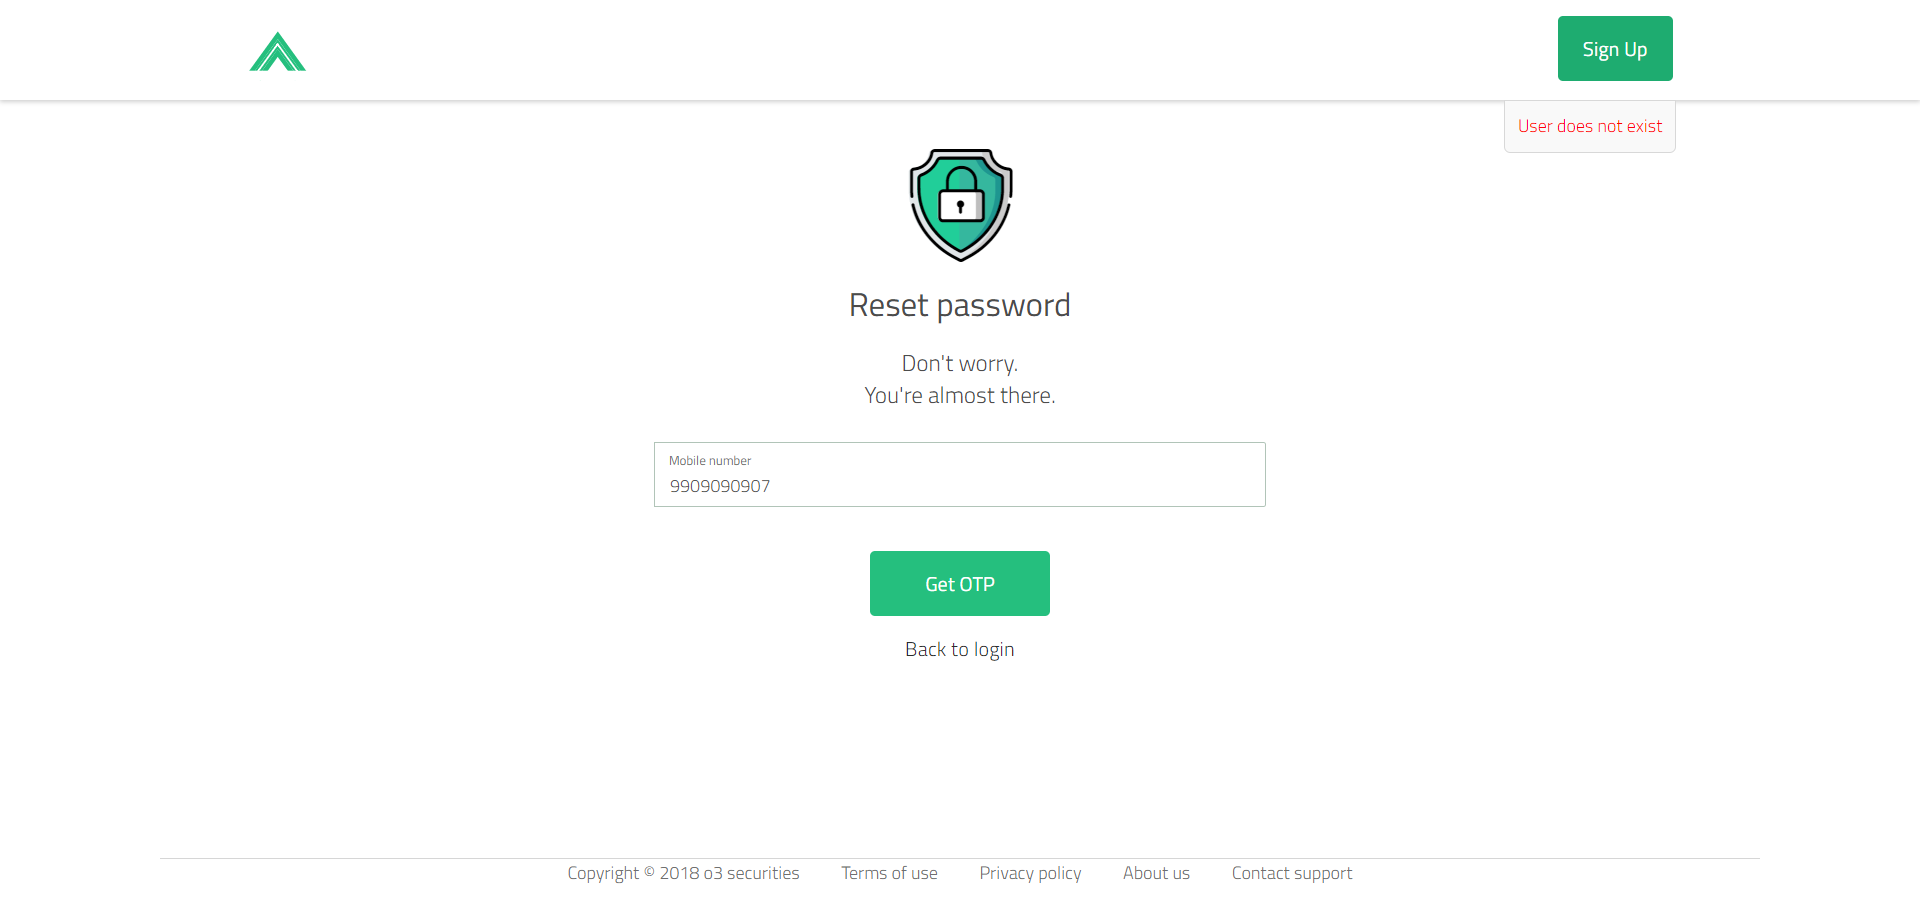 Sign Up
User does not exist
Reset password
Don't worry.
You're almost there.
Mobile number
9909090907
Get OTP
Back to login
Copyright © 2018 o3 securities Terms of use Privacy policy About us Contact support